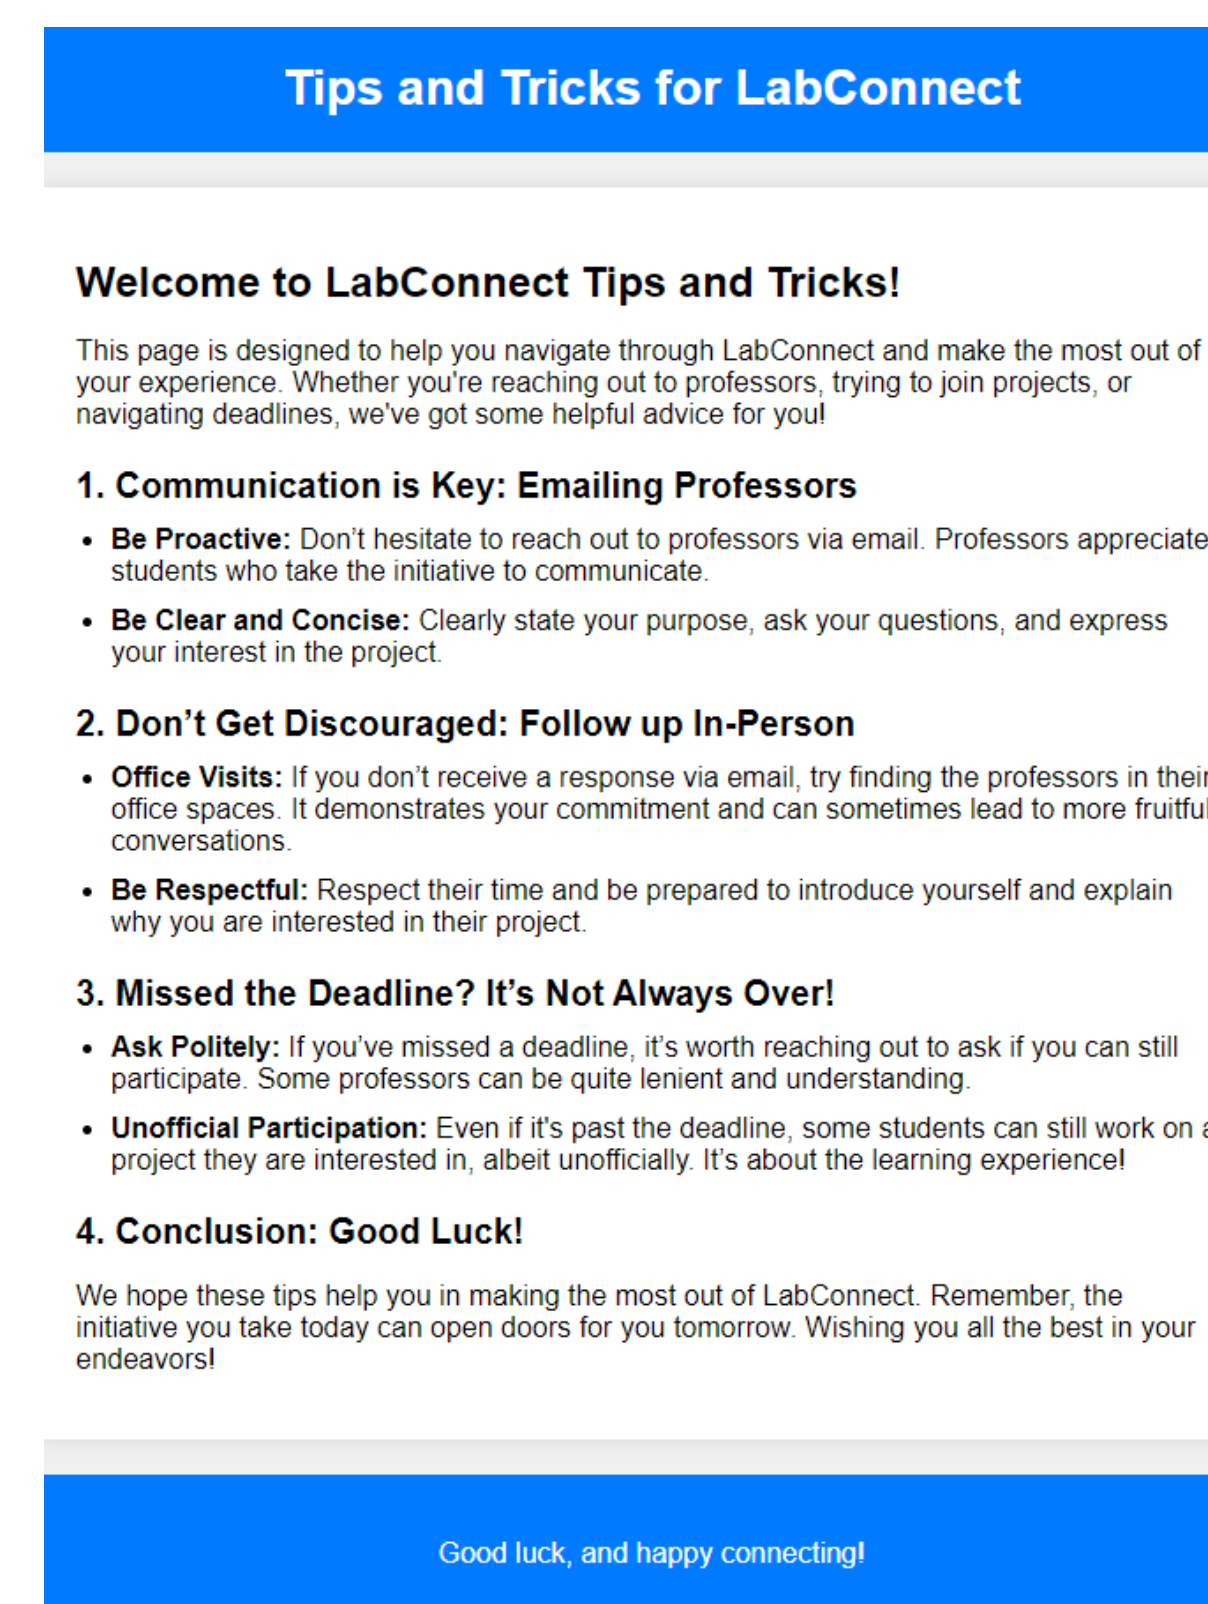 Tips and Tricks for LabConnect
Welcome to LabConnect Tips and Tricks!
This page is designed to help you navigate through LabConnect and make the most out of
your experience. Whether you're reaching out to professors, trying to join projects, or
navigating deadlines, we've got some helpful advice for you!
1. Communication is Key: Emailing Professors
• Be Proactive: Don’t hesitate to reach out to professors via email. Professors appreciate
students who take the initiative to communicate.
• Be Clear and Concise: Clearly state your purpose, ask your questions, and express
your interest in the project.
2. Don’t Get Discouraged: Follow up In-Person
• Office Visits: If you don’t receive a response via email, try finding the professors in their
office spaces. It demonstrates your commitment and can sometimes lead to more fruitful
conversations.
• Be Respectful: Respect their time and be prepared to introduce yourself and explain
why you are interested in their project.
3. Missed the Deadline? It’s Not Always Over!
• Ask Politely: If you’ve missed a deadline, it’s worth reaching out to ask if you can still
participate. Some professors can be quite lenient and understanding.
• Unofficial Participation: Even if it's past the deadline, some students can still work on a
project they are interested in, albeit unofficially. It’s about the learning experience!
4. Conclusion: Good Luck!
We hope these tips help you in making the most out of LabConnect. Remember, the
initiative you take today can open doors for you tomorrow. Wishing you all the best in your
endeavors!
Good luck, and happy connecting!